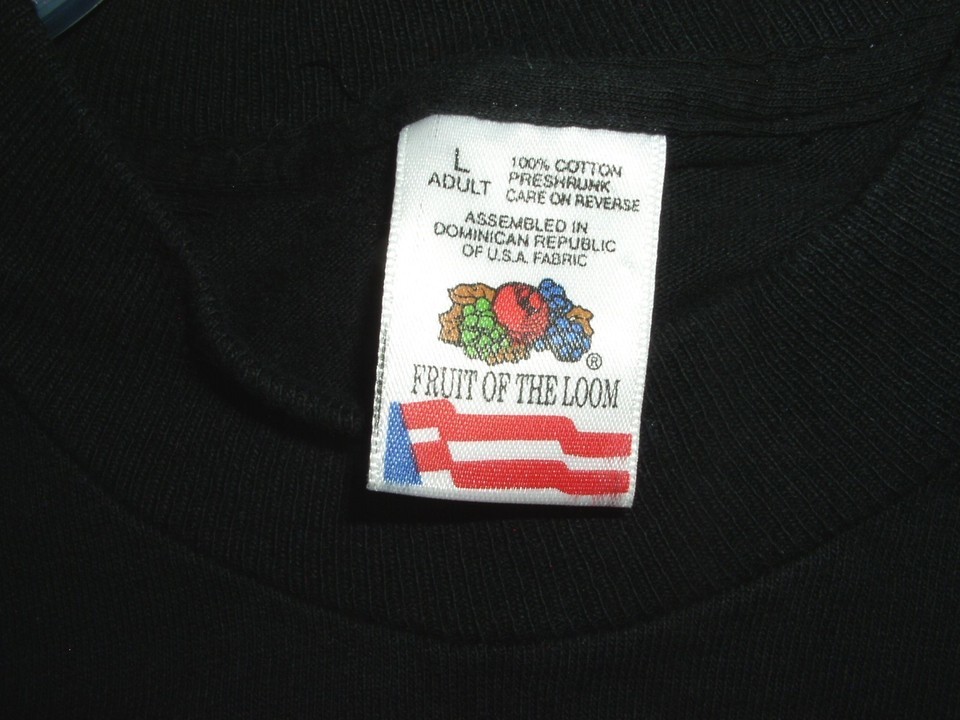 L
ADULT
100% COTTON
PRESHRUNK
CARE ON REVERSE
ASSEMBLED IN
DOMINICAN REPUBLIC
OF U.S.A. FABRIC
®
FRUIT OF THE LOOM